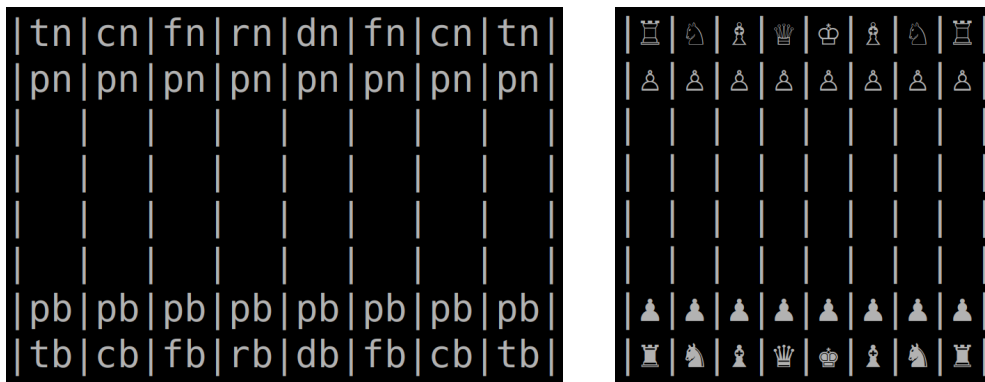 |tn|cn|fn|rn|dn|fn|cn|tn|
|pn|pn|pn|pn|pn|pn|pn|pn|
|  |  |  |  |  |  |  |  |
|  |  |  |  |  |  |  |  |
|  |  |  |  |  |  |  |  |
|  |  |  |  |  |  |  |  |
|pb|pb|pb|pb|pb|pb|pb|pb|
|tb|cb|fb|rb|db|fb|cb|tb|
|♖|♘|♗|♕|♔|♗|♘|♖|
|♙|♙|♙|♙|♙|♙|♙|♙|
| | | | | | | | |
| | | | | | | | |
| | | | | | | | |
| | | | | | | | |
|♟|♟|♟|♟|♟|♟|♟|♟|
|♜|♞|♝|♛|♚|♝|♞|♜|